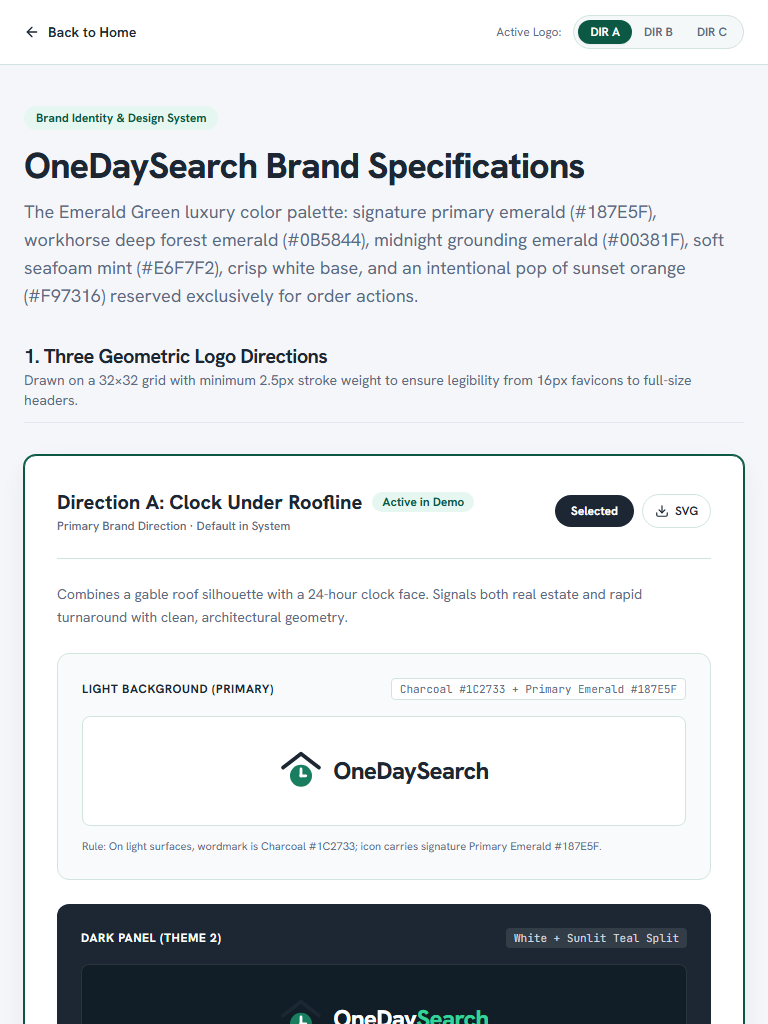 Back to Home
Active Logo:
DIR A
DIR B
DIR C
Brand Identity & Design System
OneDaySearch Brand Specifications
The Emerald Green luxury color palette: signature primary emerald (#187E5F),
workhorse deep forest emerald (#0B5844), midnight grounding emerald (#00381F), soft
seafoam mint (#E6F7F2), crisp white base, and an intentional pop of sunset orange
(#F97316) reserved exclusively for order actions.
1. Three Geometric Logo Directions
Drawn on a 32×32 grid with minimum 2.5px stroke weight to ensure legibility from 16px favicons to full-size
headers.
Direction A: Clock Under Roofline
Active in Demo
Primary Brand Direction · Default in System
Selected
SVG
Combines a gable roof silhouette with a 24-hour clock face. Signals both real estate and rapid
turnaround with clean, architectural geometry.
LIGHT BACKGROUND (PRIMARY)
Charcoal #1C2733 + Primary Emerald #187E5F
OneDaySearch
Rule: On light surfaces, wordmark is Charcoal #1C2733; icon carries signature Primary Emerald #187E5F.
DARK PANEL (THEME 2)
White + Sunlit Teal Split
OneDaySearch